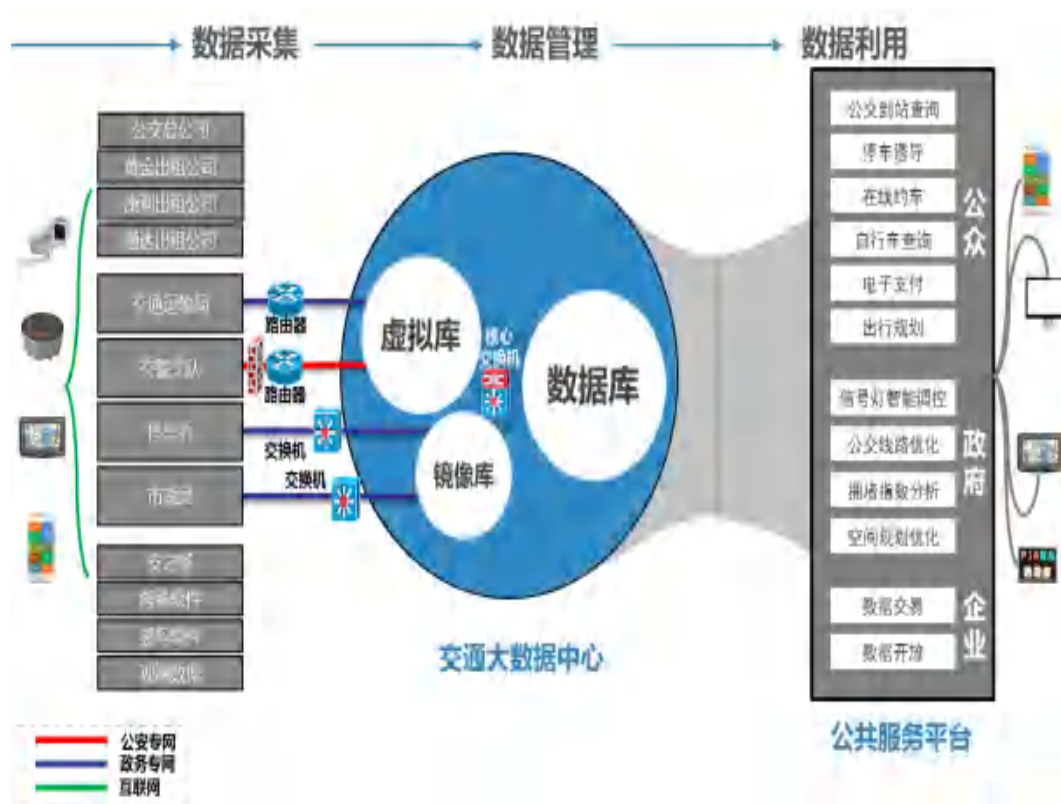 数据采集
数据管理
数据利用
公交总公司
出租公司
出租公司
出租公司
交通运输局
路由器
路由器
交换机
交换机
虚拟库
核心
交换机
数据库
镜像库
交通大数据中心
公交到站查询
停车诱导
在线约车
自行车查询
电子支付
出行规划
公众
信号灯智能调控
公交线路优化
拥堵指数分析
空间规划优化
政府
数据交易
数据开放
企业
公共服务平台
公安专网
政务专网
互联网